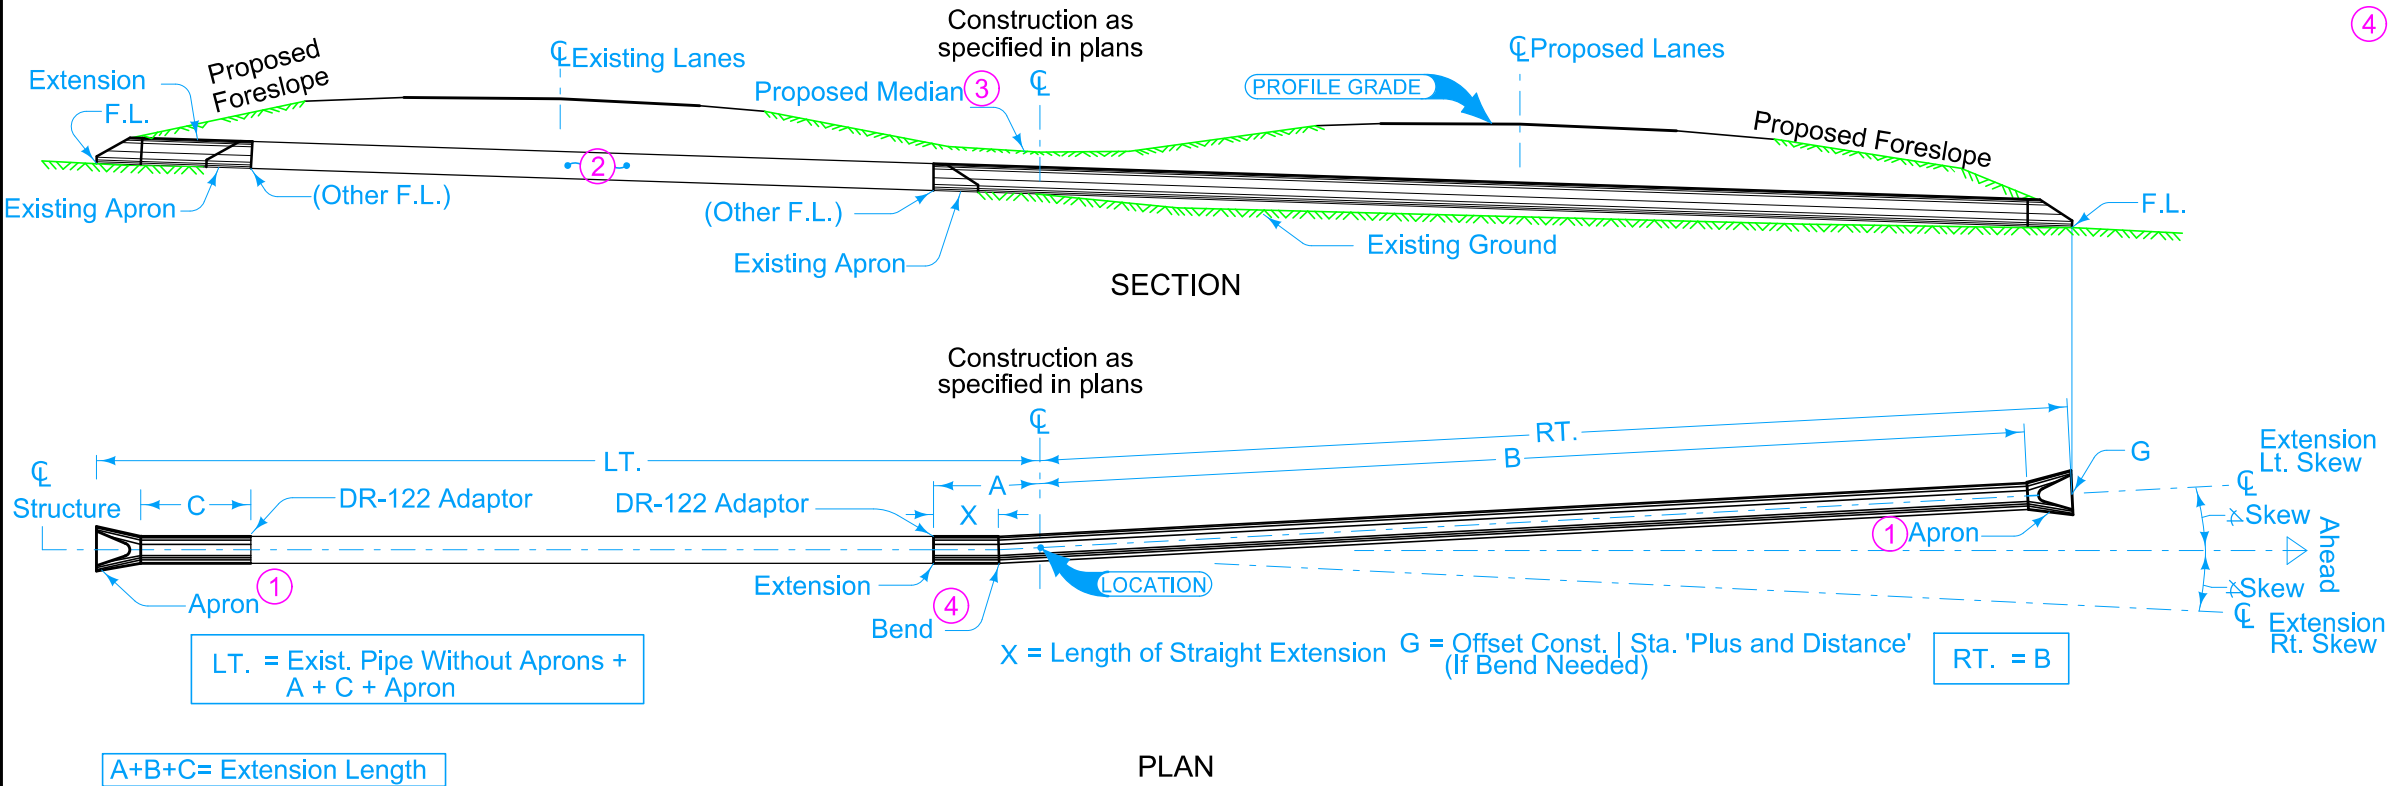 Construction as
specified in plans
4
Proposed
Foreslope
℄ Existing Lanes
℄ Proposed Lanes
Extension
Proposed Median 3
℄
PROFILE GRADE
F.L.
Proposed Foreslope
2
Existing Apron
(Other F.L.)
(Other F.L.)
F.L.
Existing Apron
Existing Ground
SECTION
Construction as
specified in plans
℄
RT.
LT.
B
℄
Structure
C
DR-122 Adaptor
DR-122 Adaptor
A
X
G
Extension
Lt. Skew
℄
Skew
Ahead
1
Apron
1 Apron
Extension
4
Bend
LOCATION
Skew
℄
Extension
Rt. Skew
LT. = Exist. Pipe Without Aprons +
A + C + Apron
X = Length of Straight Extension
G = Offset Const. | Sta. 'Plus and Distance'
(If Bend Needed)
RT. = B
A+B+C= Extension Length
PLAN